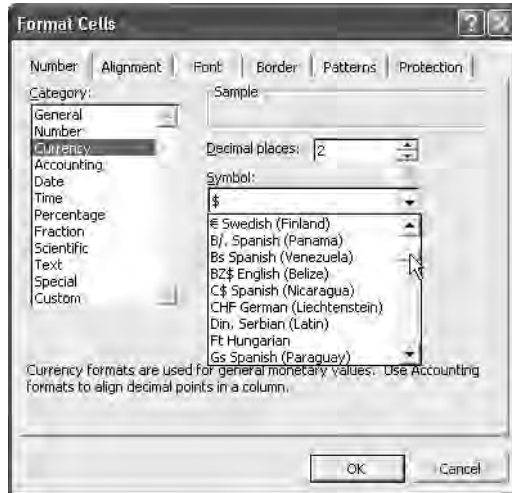 Format Cells
Number Alignment Font Border Patterns Protection
Category:
General
Number
Currency
Accounting
Date
Time
Percentage
Fraction
Scientific
Text
Special
Custom
Sample
Decimal places: 2
Symbol:
$
€ Swedish (Finland)
B/. Spanish (Panama)
Bs Spanish (Venezuela)
BZ$ English (Belize)
C$ Spanish (Nicaragua)
CHF German (Liechtenstein)
Din. Serbian (Latin)
Ft Hungarian
Gs Spanish (Paraguay)
Currency formats are used for general monetary values. Use Accounting
formats to align decimal points in a column.
OK Cancel